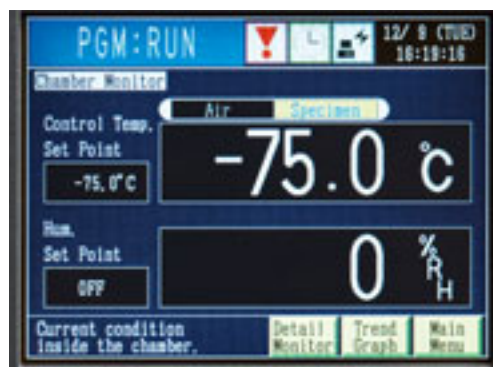 PGM:RUN
12/ 9 (TUE)
16:19:16
Chamber Monitor
Air
Specimen
Control Temp.
Set Point
-75.0°C
-75.0 ℃
Hum.
Set Point
OFF
0 %RH
Current condition
inside the chamber.
Detail
Monitor
Trend
Graph
Main
Menu